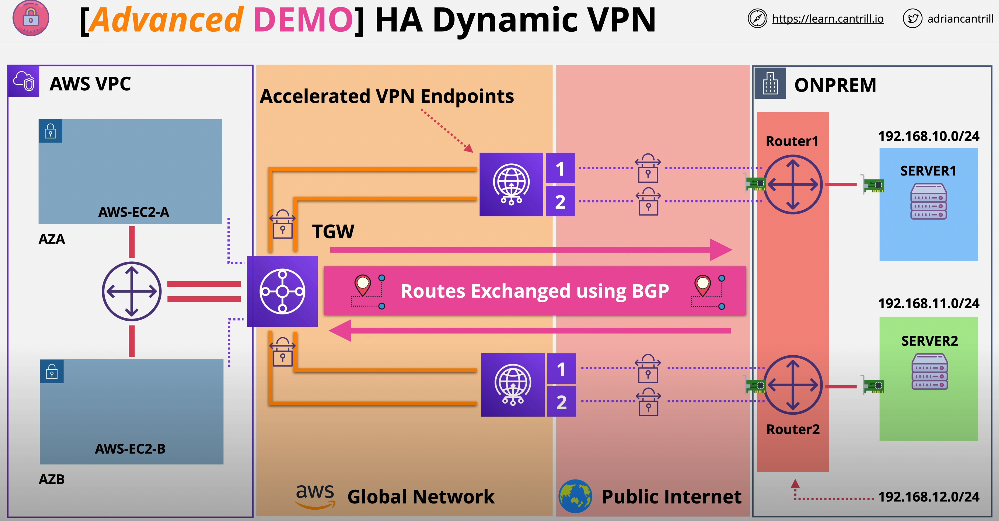 [Advanced DEMO] HA Dynamic VPN
https://learn.cantrill.io
adriancantrill
AWS VPC
AWS-EC2-A
AZA
AWS-EC2-B
AZB
Accelerated VPN Endpoints
1
2
TGW
Routes Exchanged using BGP
1
2
aws
Global Network
Public Internet
ONPREM
Router1
192.168.10.0/24
SERVER1
192.168.11.0/24
SERVER2
Router2
192.168.12.0/24